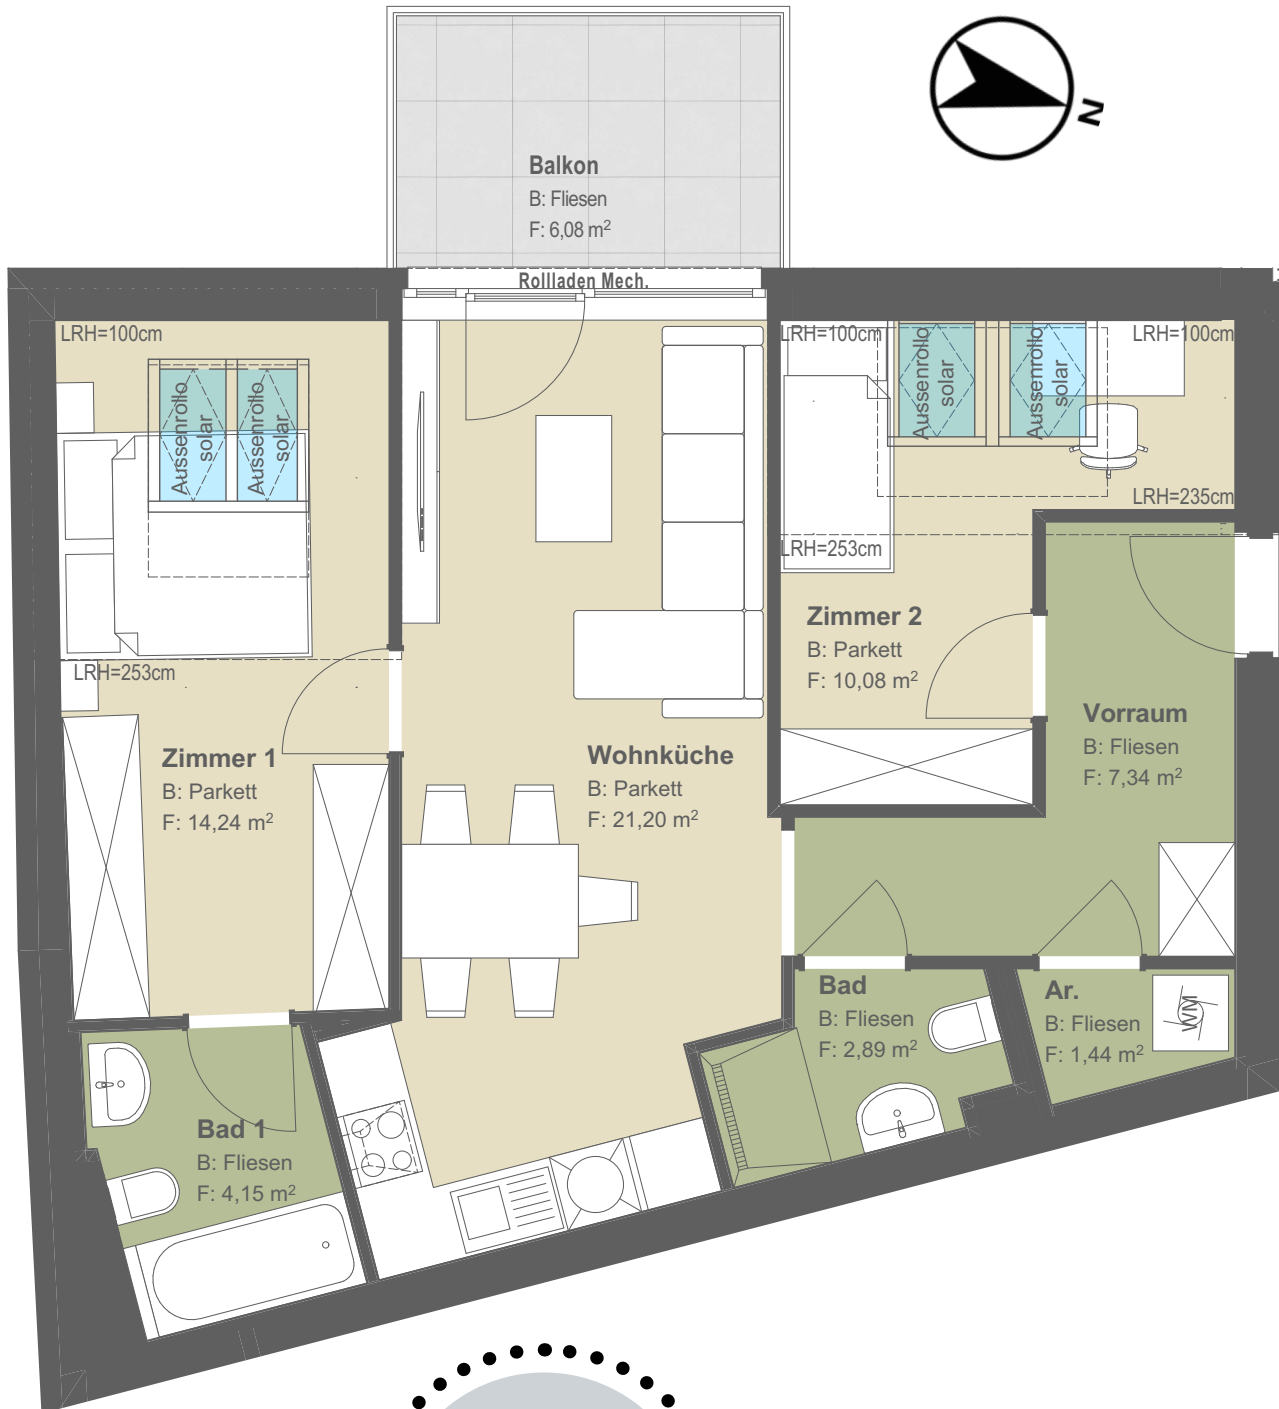 N
Balkon
B: Fliesen
F: 6,08 m²
Rollladen Mech.
LRH=100cm
Aussenrollo
solar
Aussenrollo
solar
LRH=100cm
Aussenrollo
solar
Aussenrollo
solar
LRH=100cm
LRH=235cm
LRH=253cm
Zimmer 2
B: Parkett
F: 10,08 m²
LRH=253cm
Vorraum
B: Fliesen
F: 7,34 m²
Zimmer 1
B: Parkett
F: 14,24 m²
Wohnküche
B: Parkett
F: 21,20 m²
Bad
B: Fliesen
F: 2,89 m²
Ar.
B: Fliesen
F: 1,44 m²
WM
Bad 1
B: Fliesen
F: 4,15 m²